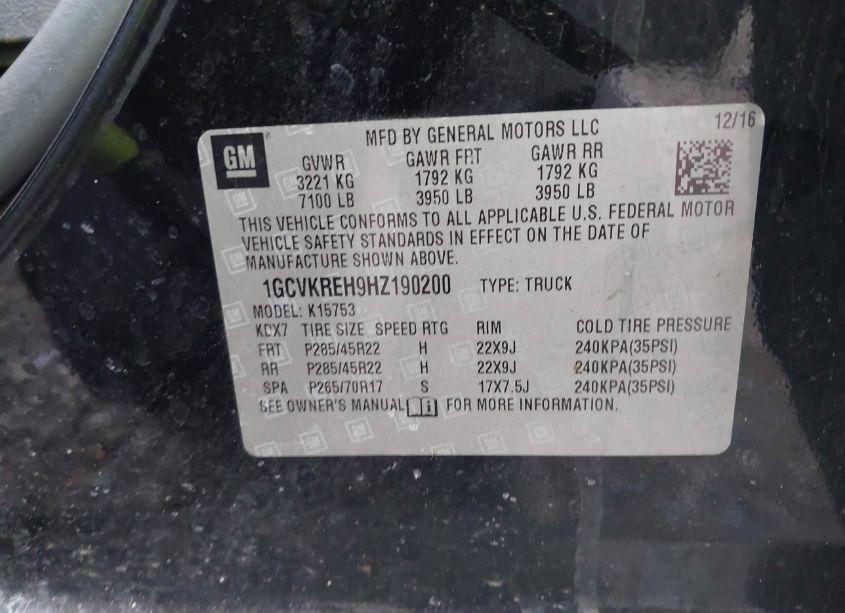 MFD BY GENERAL MOTORS LLC 12/16
GM
GVWR GAWR FRT GAWR RR
3221 KG 1792 KG 1792 KG
7100 LB 3950 LB 3950 LB
THIS VEHICLE CONFORMS TO ALL APPLICABLE U.S. FEDERAL MOTOR
VEHICLE SAFETY STANDARDS IN EFFECT ON THE DATE OF
MANUFACTURE SHOWN ABOVE.
1GCVKREH9HZ190200 TYPE: TRUCK
MODEL: K15753
KCX7 TIRE SIZE SPEED RTG RIM COLD TIRE PRESSURE
FRT P285/45R22 H 22X9J 240KPA(35PSI)
RR P285/45R22 H 22X9J 240KPA(35PSI)
SPA P265/70R17 S 17X7.5J 240KPA(35PSI)
SEE OWNER'S MANUAL FOR MORE INFORMATION.